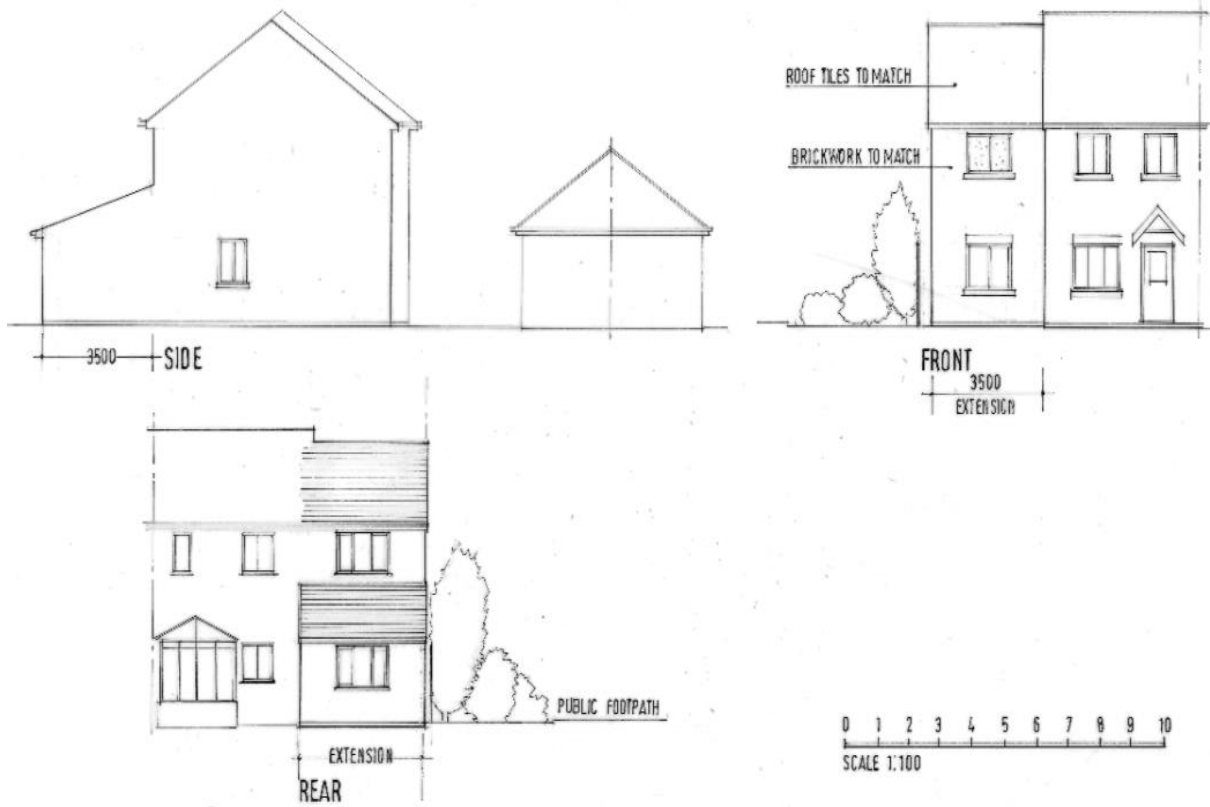 ROOF TILES TO MATCH
BRICKWORK TO MATCH
3500
SIDE
FRONT
3500
EXTENSION
PUBLIC FOOTPATH
EXTENSION
REAR
0 1 2 3 4 5 6 7 8 9 10
SCALE 1:100